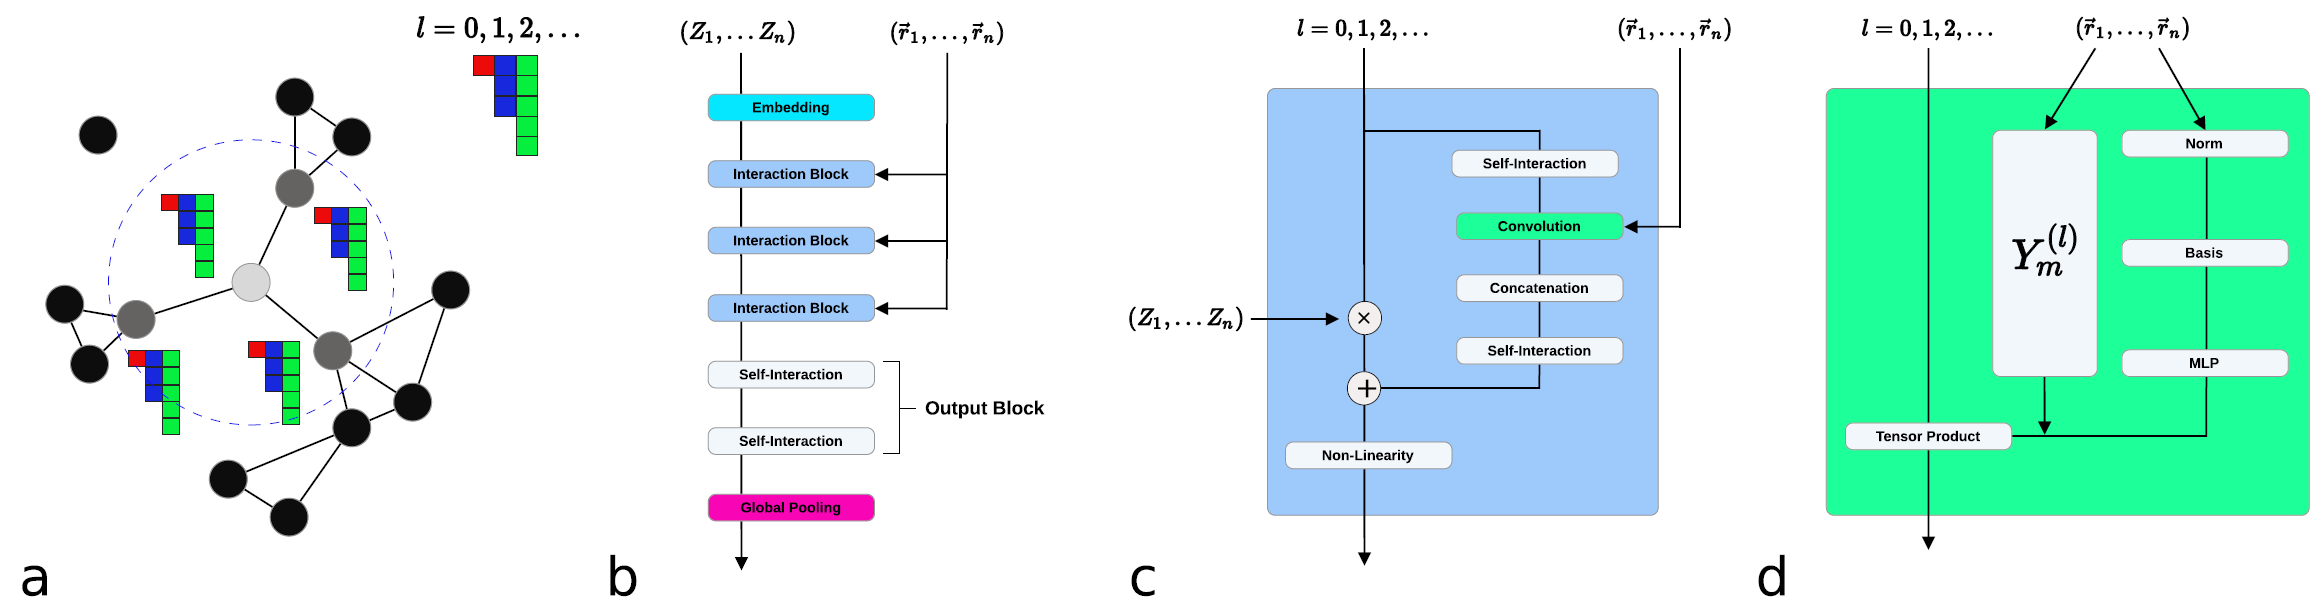 l = 0, 1, 2, . . .
a
(Z₁, . . . Zₙ)
(r⃗₁, . . . , r⃗ₙ)
Embedding
Interaction Block
Interaction Block
Interaction Block
Self-Interaction
Output Block
Self-Interaction
Global Pooling
b
l = 0, 1, 2, . . .
(r⃗₁, . . . , r⃗ₙ)
Self-Interaction
Convolution
Concatenation
(Z₁, . . . Zₙ)
×
Self-Interaction
+
Non-Linearity
c
l = 0, 1, 2, . . .
(r⃗₁, . . . , r⃗ₙ)
Norm
Yₘ⁽ˡ⁾
Basis
MLP
Tensor Product
d